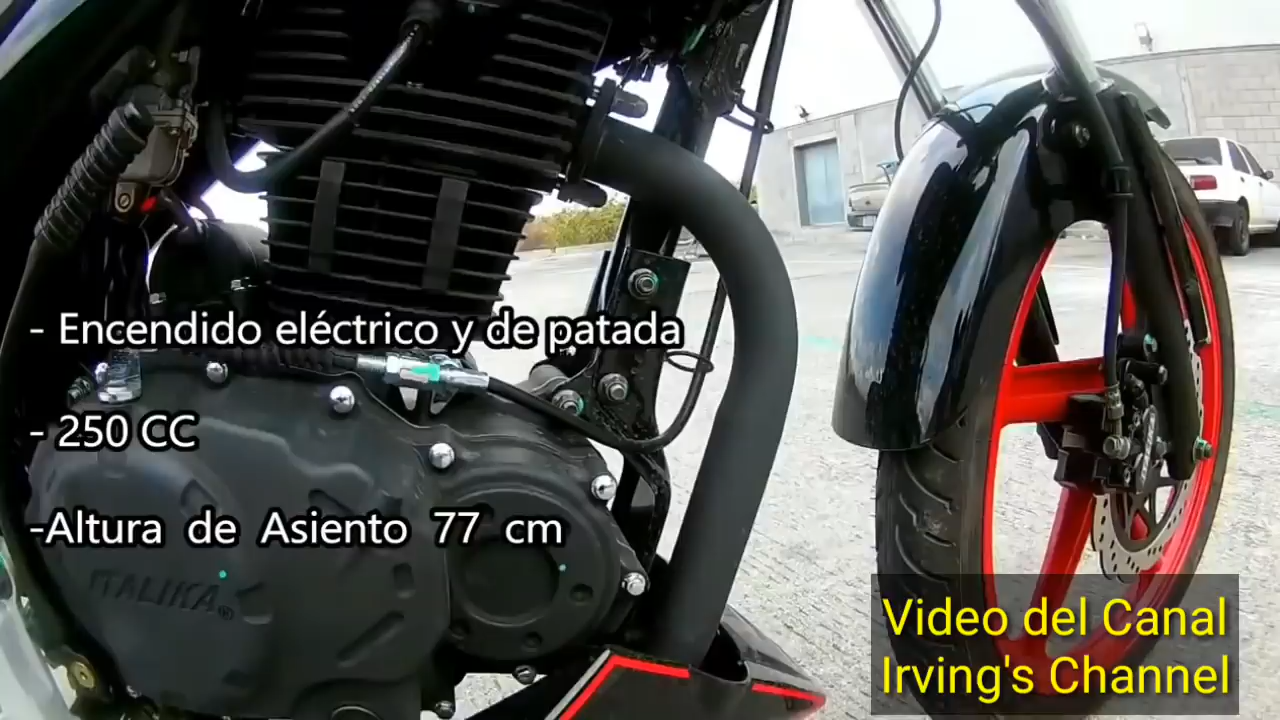 - Encendido eléctrico y de patada
- 250 CC
-Altura de Asiento 77 cm
ITALIKA®
Video del Canal
Irving's Channel